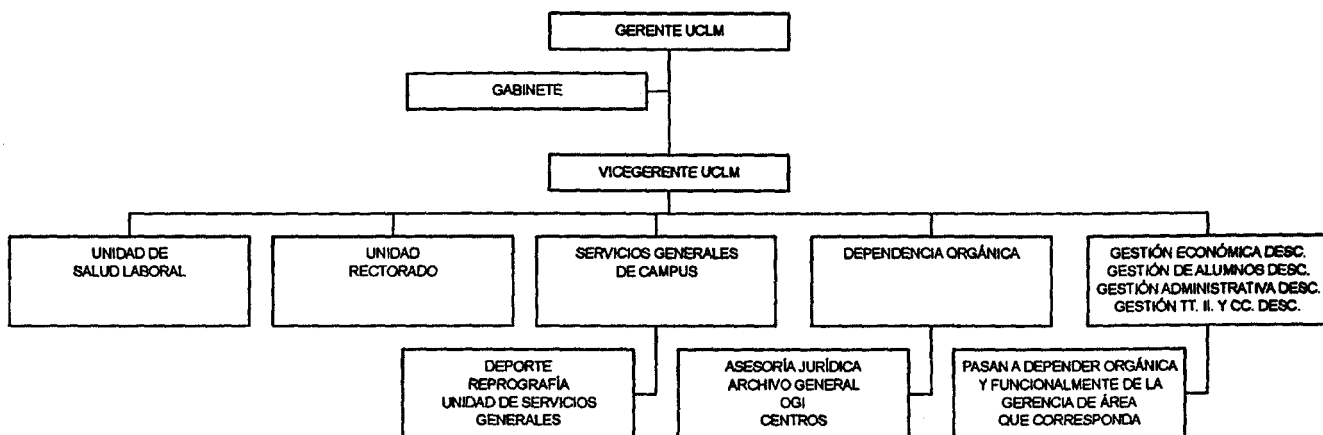 GERENTE UCLM
GABINETE
VICEGERENTE UCLM
UNIDAD DE
SALUD LABORAL
UNIDAD
RECTORADO
SERVICIOS GENERALES
DE CAMPUS
DEPENDENCIA ORGÁNICA
GESTIÓN ECONÓMICA DESC.
GESTIÓN DE ALUMNOS DESC.
GESTIÓN ADMINISTRATIVA DESC.
GESTIÓN TT. II. Y CC. DESC.
DEPORTE
REPROGRAFÍA
UNIDAD DE SERVICIOS
GENERALES
ASESORÍA JURÍDICA
ARCHIVO GENERAL
OGI
CENTROS
PASAN A DEPENDER ORGÁNICA
Y FUNCIONALMENTE DE LA
GERENCIA DE ÁREA
QUE CORRESPONDA